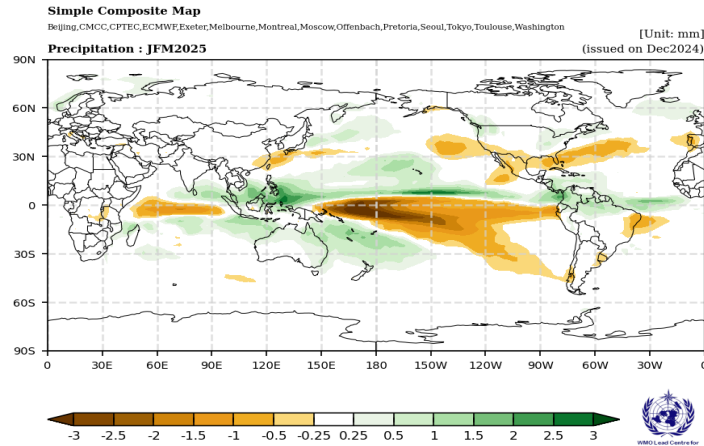 Simple Composite Map
Beijing,CMCC,CPTEC,ECMWF,Exeter,Melbourne,Montreal,Moscow,Offenbach,Pretoria,Seoul,Tokyo,Toulouse,Washington
[Unit: mm]
Precipitation : JFM2025
(issued on Dec2024)
90N
60N
30N
0
30S
60S
90S
0 30E 60E 90E 120E 150E 180 150W 120W 90W 60W 30W 0
-3 -2.5 -2 -1.5 -1 -0.5 -0.25 0.25 0.5 1 1.5 2 2.5 3
WMO Lead Centre for